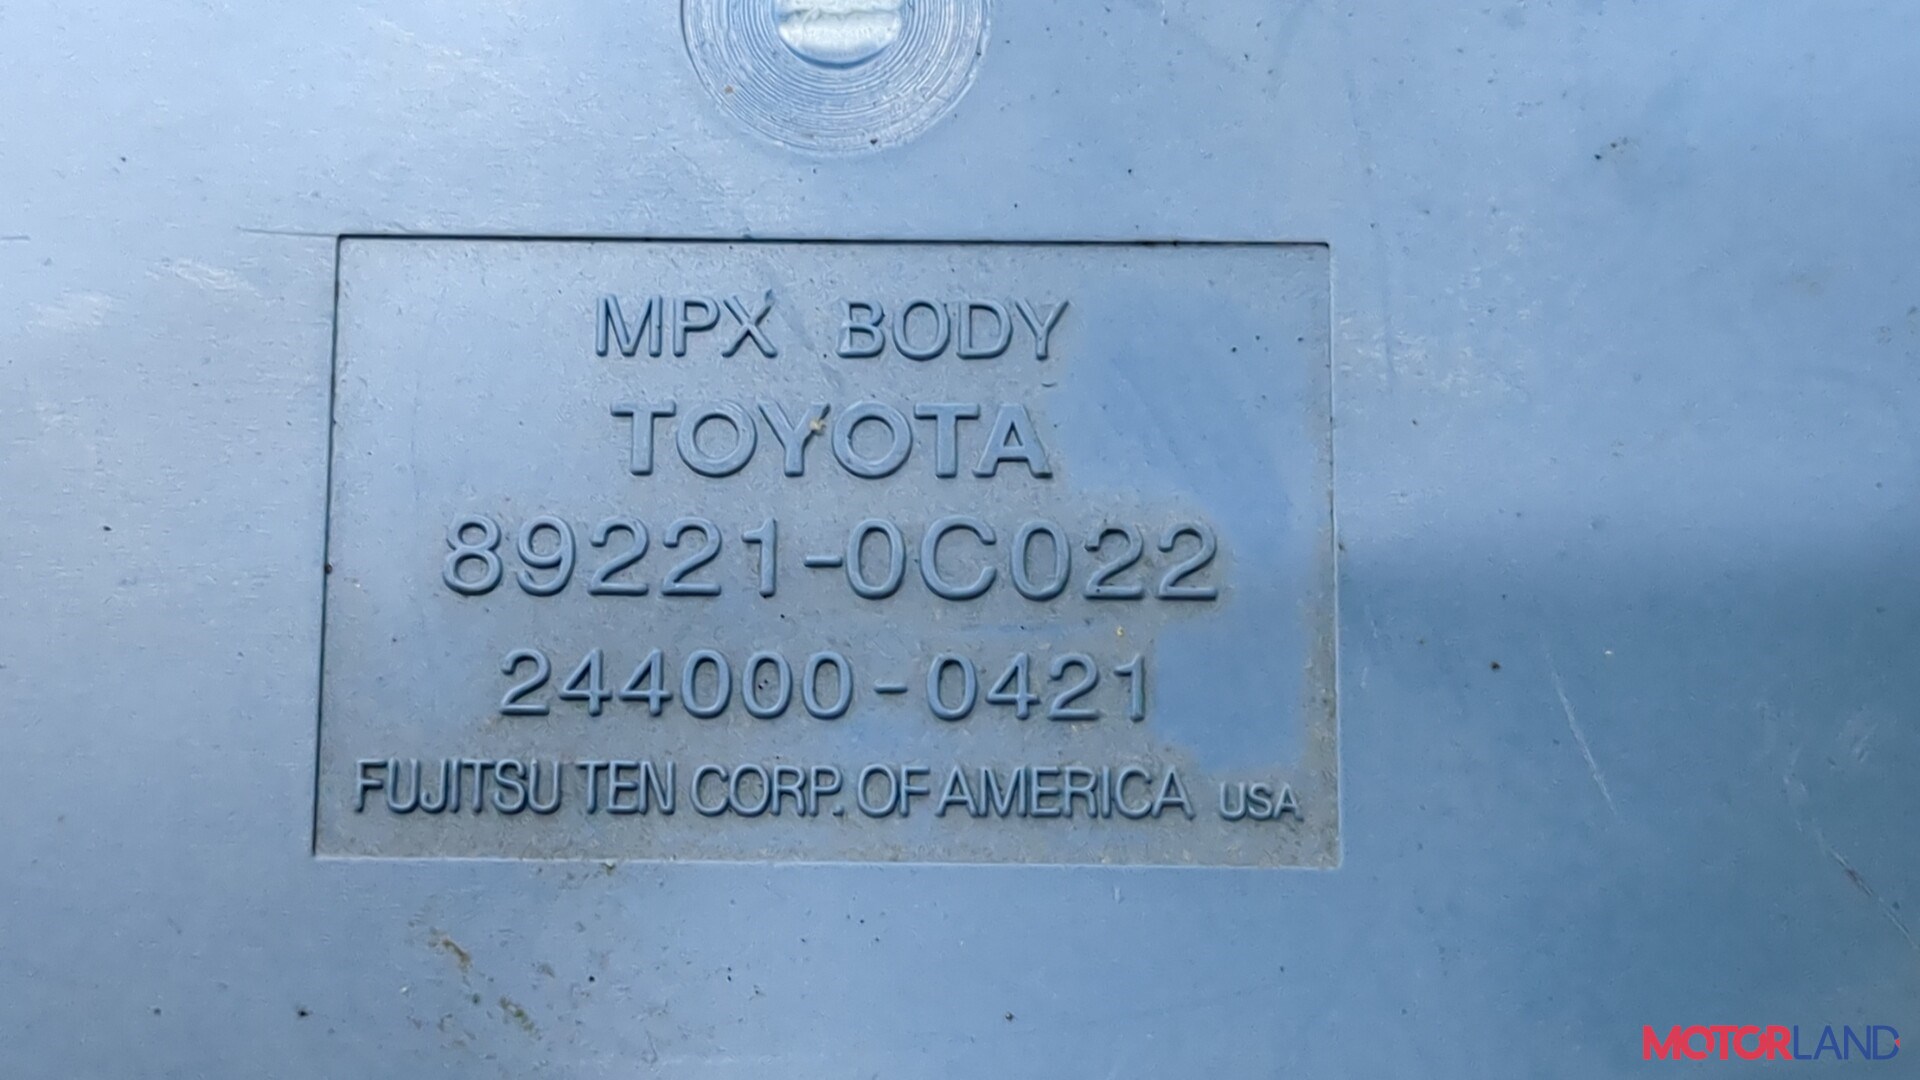 MPX BODY
TOYOTA
89221-0C022
244000-0421
FUJITSU TEN CORP. OF AMERICA USA
MOTORLAND